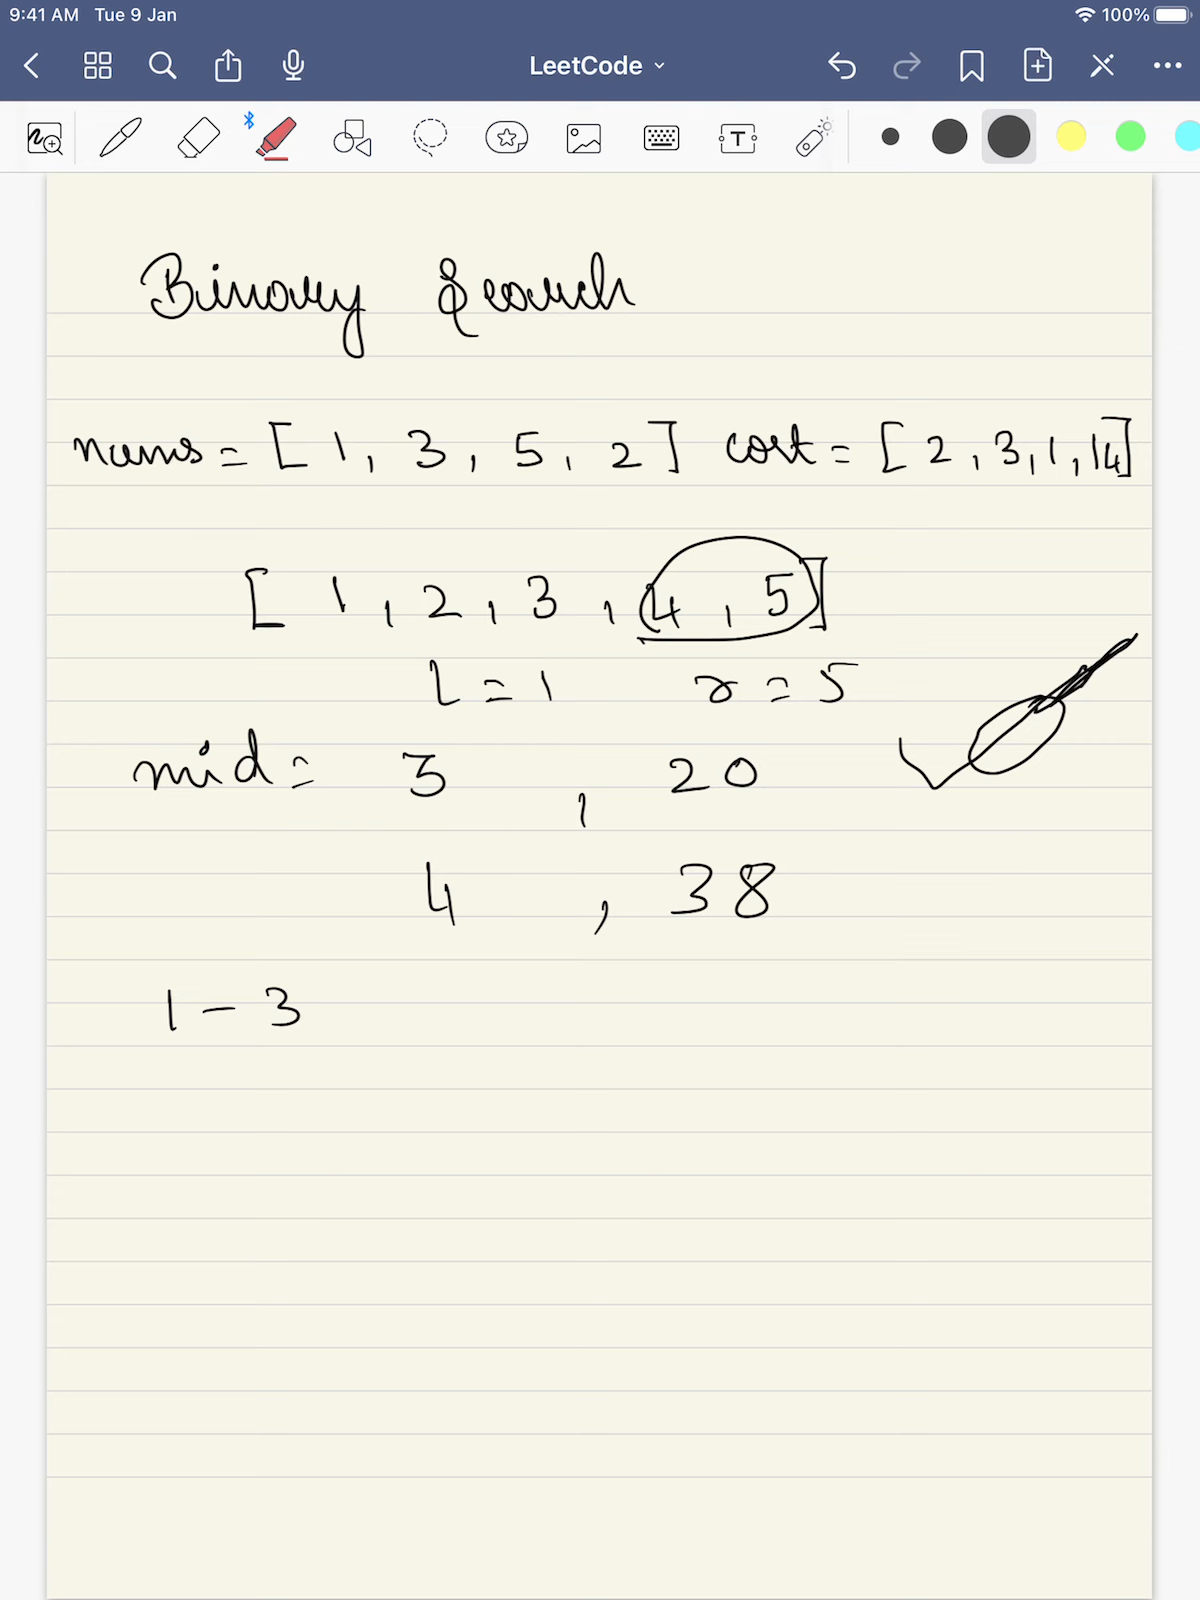 9:41 AM Tue 9 Jan 100%
LeetCode
T
Binary Search
nums = [ 1, 3, 5, 2 ] cost = [ 2, 3, 1, 14]
[ 1, 2, 3, 4, 5]
l = 1 r = 5
mid = 3 , 20
4 , 38
1 - 3